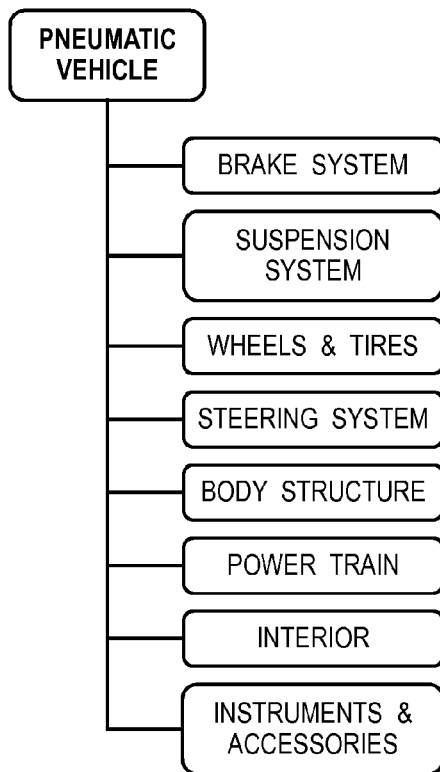 PNEUMATIC
VEHICLE
BRAKE SYSTEM
SUSPENSION
SYSTEM
WHEELS & TIRES
STEERING SYSTEM
BODY STRUCTURE
POWER TRAIN
INTERIOR
INSTRUMENTS &
ACCESSORIES